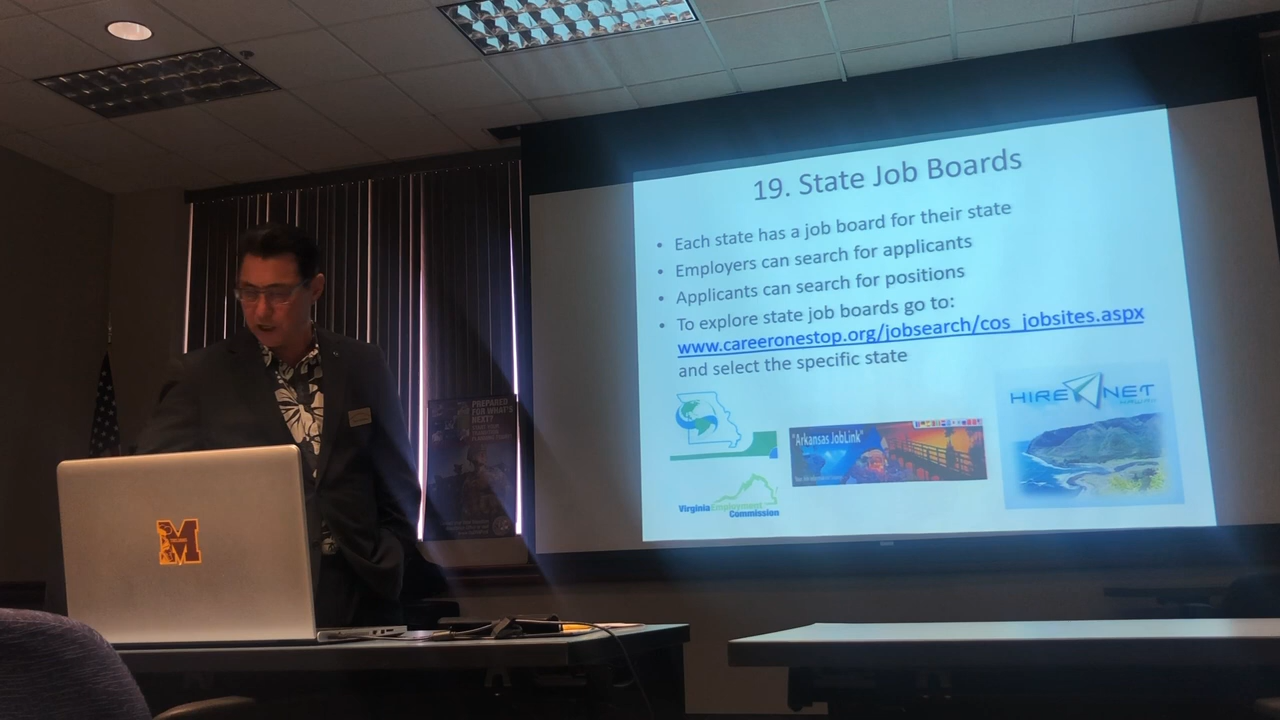 19. State Job Boards
• Each state has a job board for their state
• Employers can search for applicants
• Applicants can search for positions
• To explore state job boards go to:
www.careeronestop.org/jobsearch/cos_jobsites.aspx
and select the specific state
HIRE NET
"Arkansas JobLink"
Virginia Employment
Commission
PREPARED
FOR WHAT'S
NEXT?
M